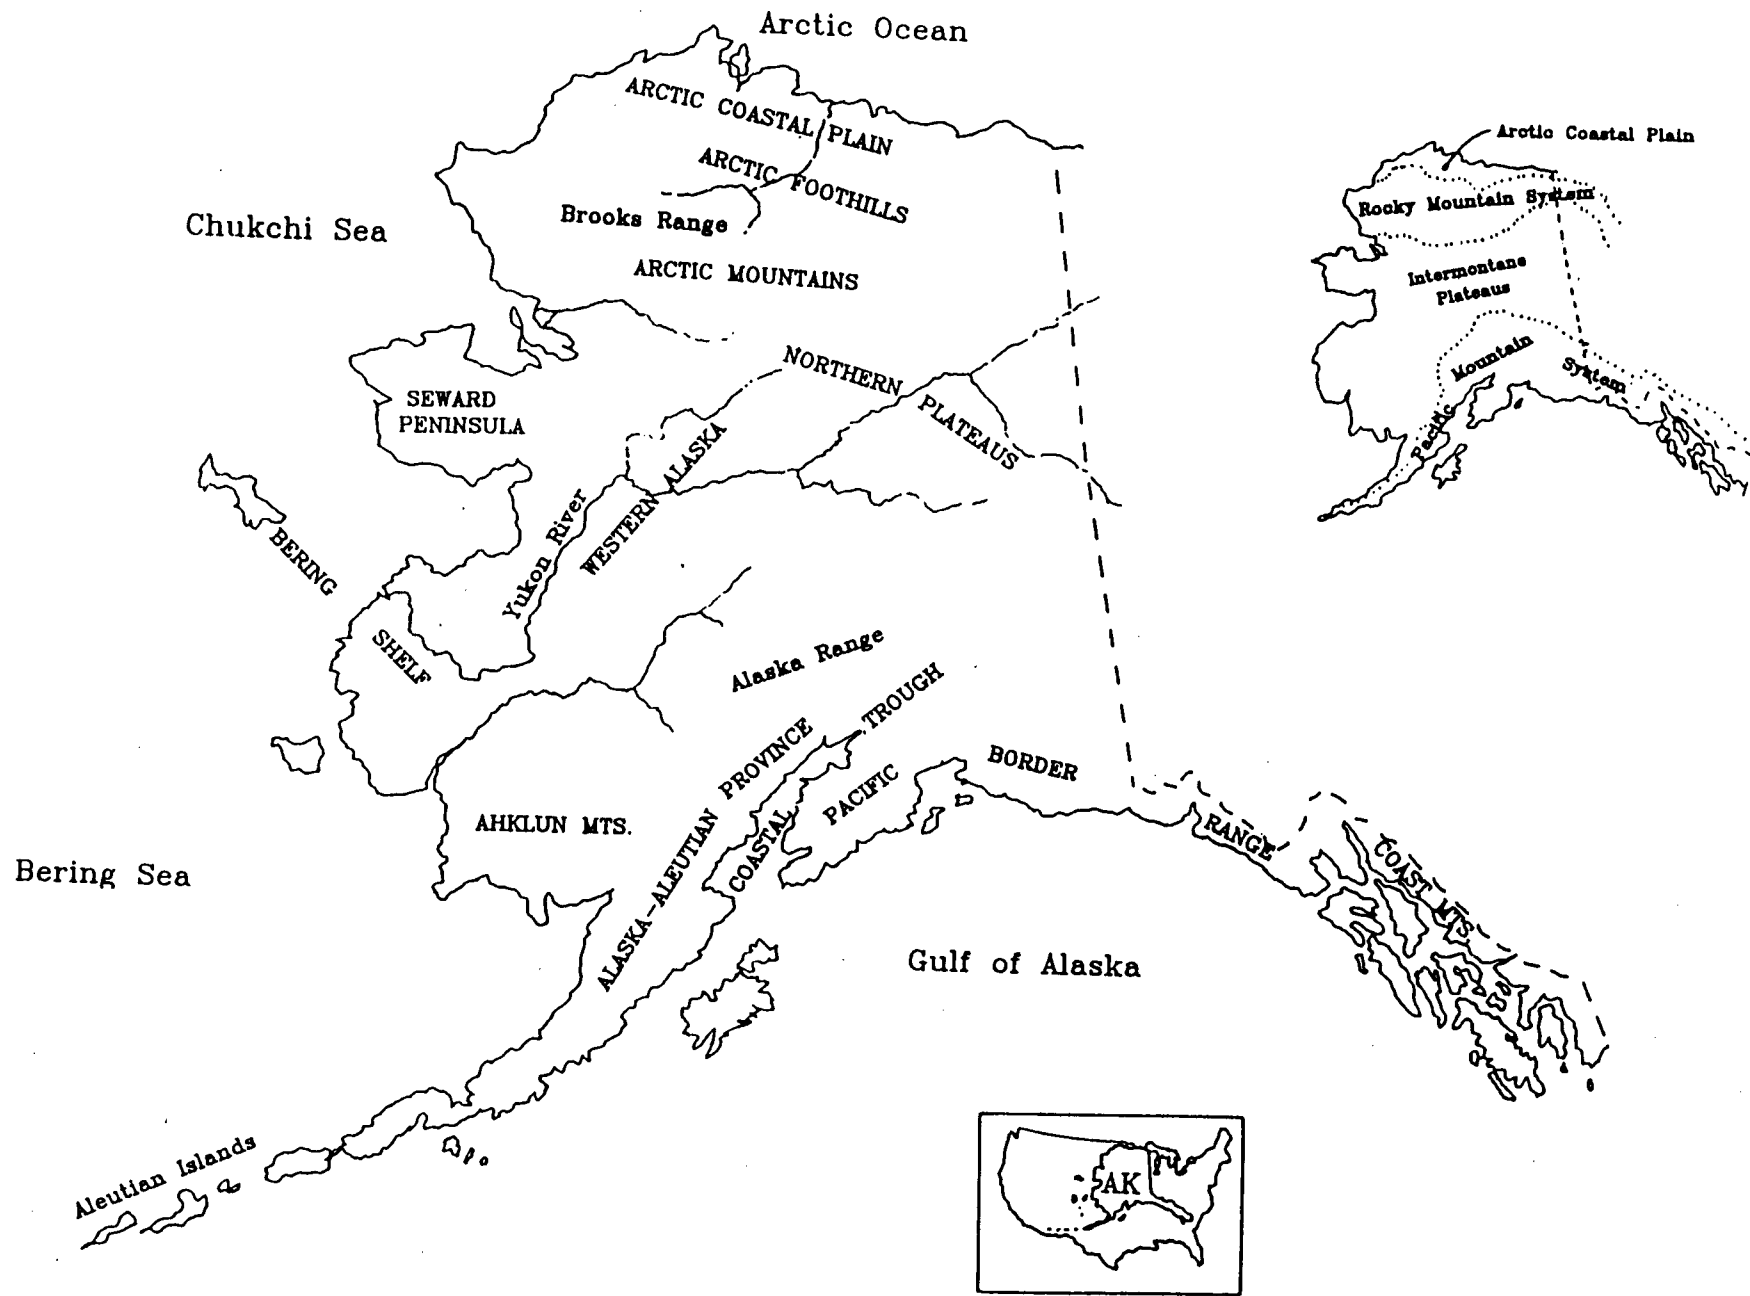 Arctic Ocean
ARCTIC COASTAL PLAIN
ARCTIC FOOTHILLS
Brooks Range
ARCTIC MOUNTAINS
Chukchi Sea
NORTHERN PLATEAUS
SEWARD
PENINSULA
WESTERN ALASKA
Yukon River
BERING
SHELF
Alaska Range
ALASKA-ALEUTIAN PROVINCE
COASTAL TROUGH
PACIFIC BORDER RANGE
COAST MTS.
AHKLUN MTS.
Bering Sea
Gulf of Alaska
Aleutian Islands
Arctic Coastal Plain
Rocky Mountain System
Intermontane
Plateaus
Pacific Mountain System
AK